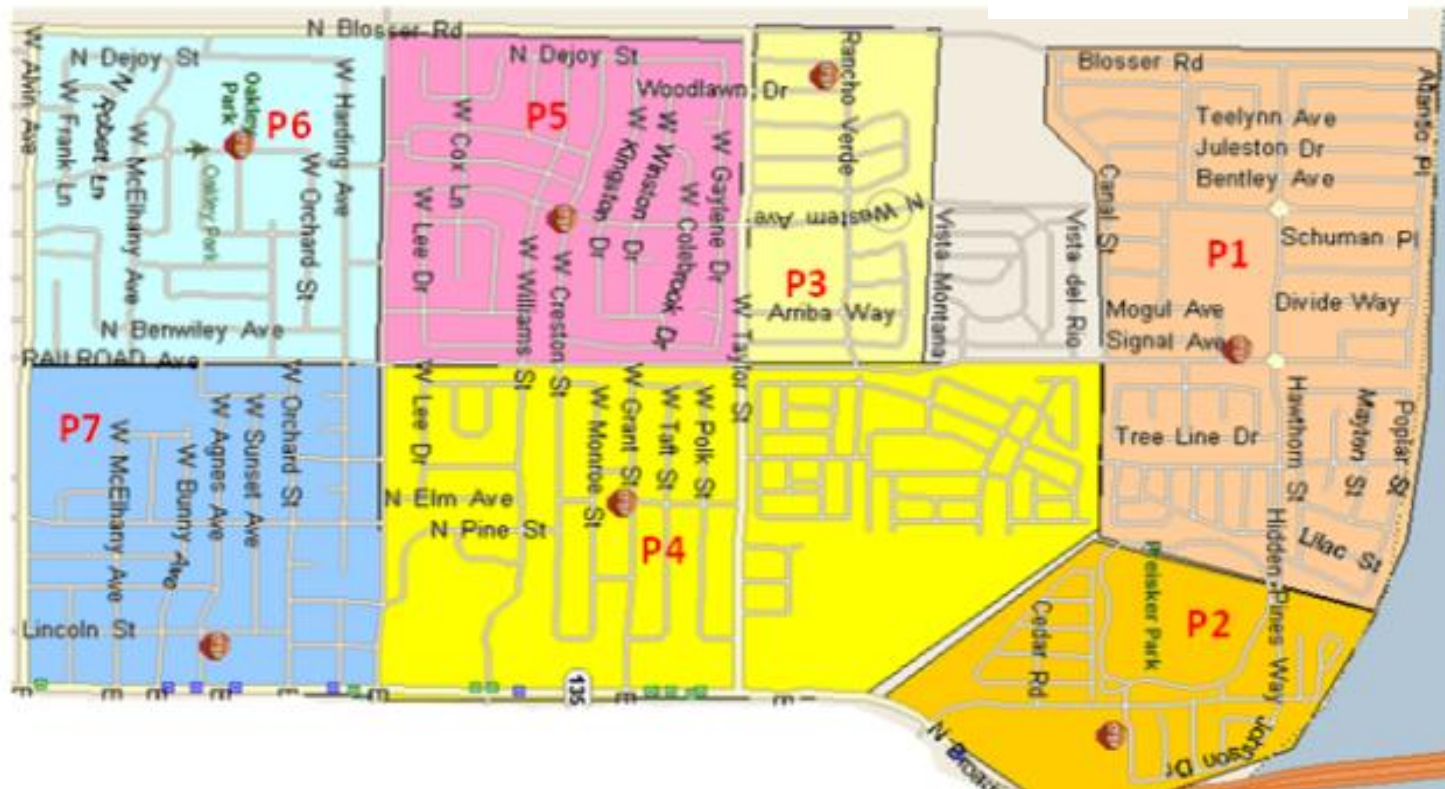 N Blosser Rd
N Dejoy St
W Alvin Ave
W Frank Ln
N Robert Ln
W McElhany Ave
Oakley Park
Oakley Park
P6
W Orchard St
W Harding Ave
N Benwiley Ave
RAILROAD Ave
N Dejoy St
Woodlawn Dr
P5
W Cox Ln
W Lee Dr
W Williams St
W Creston St
W Kingston Dr
W Winston Dr
W Colebrook Dr
W Gaylene Dr
W Taylor St
Rancho Verde
N Western Ave
P3
Arriba Way
Vista Montana
Vista del Rio
Blosser Rd
Teelynn Ave
Juleston Dr
Bentley Ave
Canal St
Schuman Pl
P1
Mogul Ave
Divide Way
Signal Ave
Hawthorn St
Mayton St
Poplar St
Tree Line Dr
Lilac St
Hidden Pines Way
P7
W McElhany Ave
W Bunny Ave
W Agnes Ave
W Sunset Ave
W Orchard St
Lincoln St
W Lee Dr
N Elm Ave
N Pine St
W Monroe St
W Grant St
W Taft St
W Polk St
P4
135
P2
Preisker Park
Cedar Rd
Johnson Dr
E
E
E
E
E
E
E
E